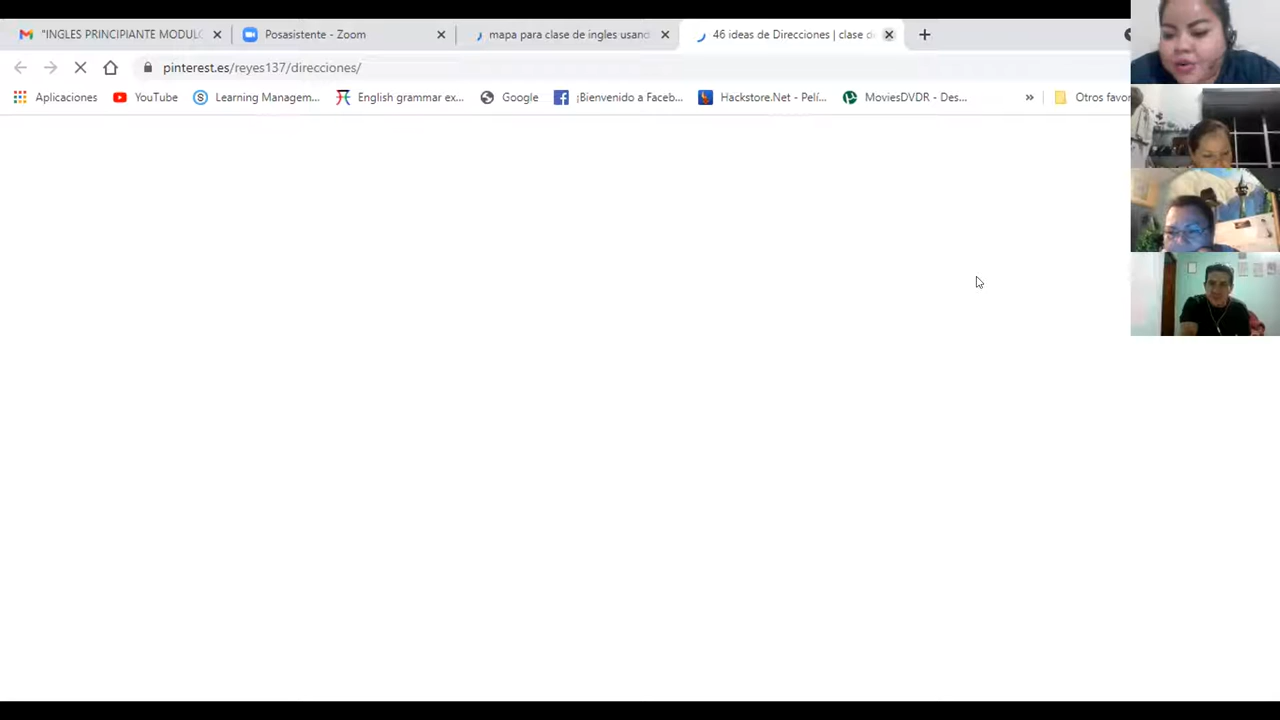 "INGLES PRINCIPIANTE MODULO
Posasistente - Zoom
mapa para clase de ingles usand
46 ideas de Direcciones | clase de
pinterest.es/reyes137/direcciones/
Aplicaciones
YouTube
Learning Managem...
English grammar ex...
Google
¡Bienvenido a Faceb...
Hackstore.Net - Pelí...
MoviesDVDR - Des...
»
Otros favor